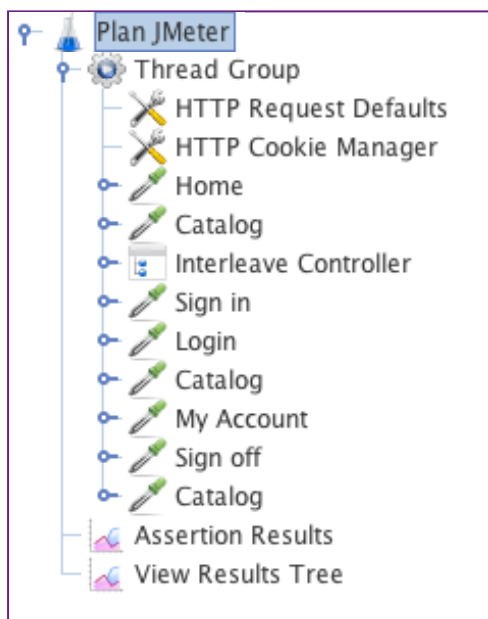 Plan JMeter
Thread Group
HTTP Request Defaults
HTTP Cookie Manager
Home
Catalog
Interleave Controller
Sign in
Login
Catalog
My Account
Sign off
Catalog
Assertion Results
View Results Tree